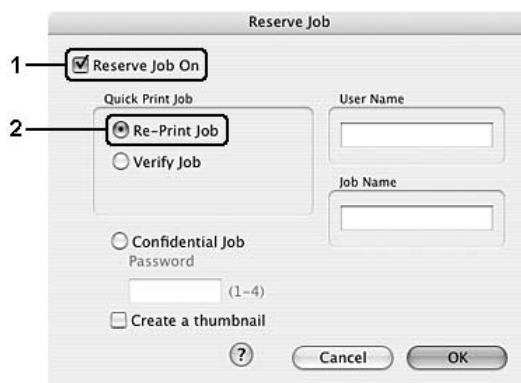 Reserve Job
1
Reserve Job On
Quick Print Job
User Name
2
Re-Print Job
Verify Job
Job Name
Confidential Job
Password
(1-4)
Create a thumbnail
?
Cancel
OK